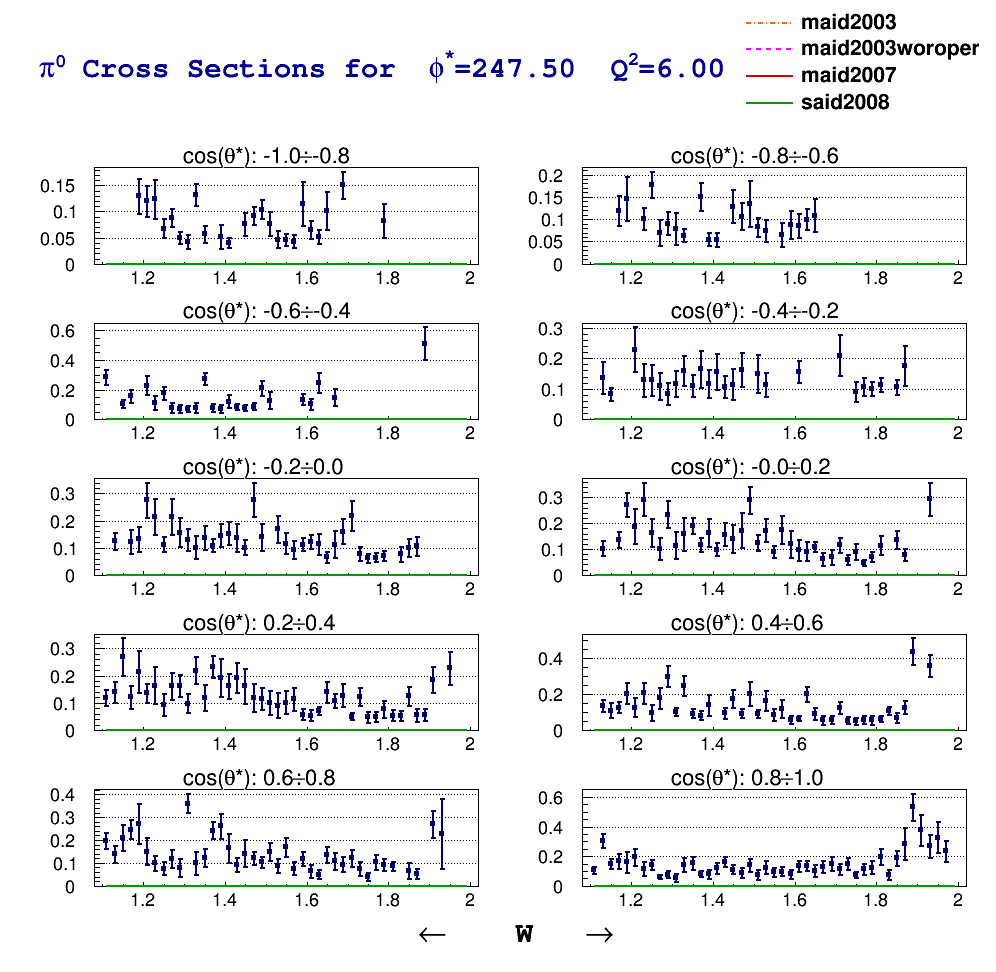 maid2003
maid2003woroper
maid2007
said2008
π⁰ Cross Sections for ϕ*=247.50 Q²=6.00
cos(θ*): -1.0÷-0.8
0.15
0.1
0.05
0
1.2 1.4 1.6 1.8 2
cos(θ*): -0.8÷-0.6
0.2
0.15
0.1
0.05
0
1.2 1.4 1.6 1.8 2
cos(θ*): -0.6÷-0.4
0.6
0.4
0.2
0
1.2 1.4 1.6 1.8 2
cos(θ*): -0.4÷-0.2
0.3
0.2
0.1
0
1.2 1.4 1.6 1.8 2
cos(θ*): -0.2÷0.0
0.3
0.2
0.1
0
1.2 1.4 1.6 1.8 2
cos(θ*): -0.0÷0.2
0.3
0.2
0.1
0
1.2 1.4 1.6 1.8 2
cos(θ*): 0.2÷0.4
0.3
0.2
0.1
0
1.2 1.4 1.6 1.8 2
cos(θ*): 0.4÷0.6
0.4
0.2
0
1.2 1.4 1.6 1.8 2
cos(θ*): 0.6÷0.8
0.4
0.3
0.2
0.1
0
1.2 1.4 1.6 1.8 2
cos(θ*): 0.8÷1.0
0.6
0.4
0.2
0
1.2 1.4 1.6 1.8 2
← W →